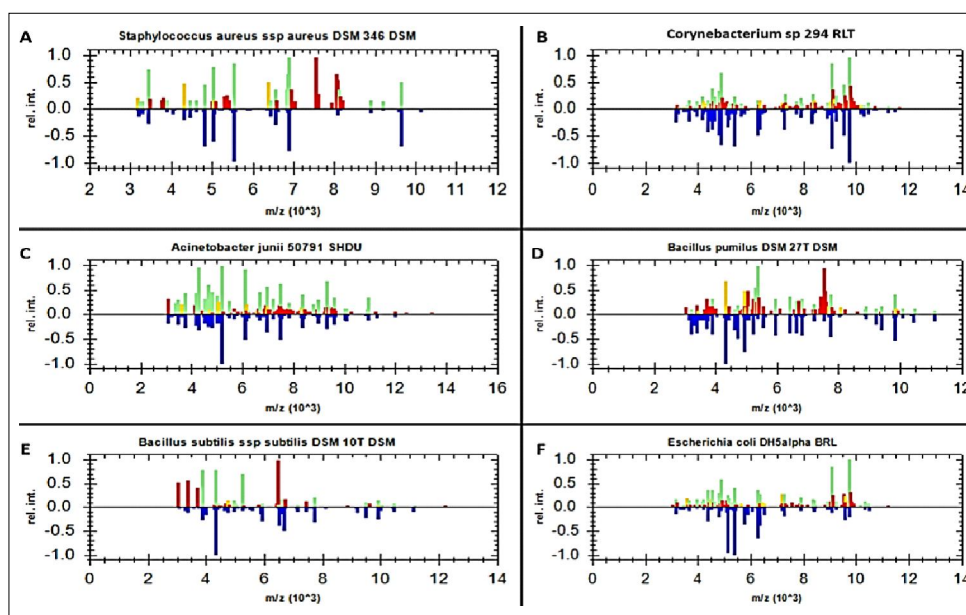 A
Staphylococcus aureus ssp aureus DSM 346 DSM
rel. int.
1.0
0.5
0.0
-0.5
-1.0
2 3 4 5 6 7 8 9 10 11 12
m/z (10^3)
B
Corynebacterium sp 294 RLT
rel. int.
1.0
0.5
0.0
-0.5
-1.0
0 2 4 6 8 10 12 14
m/z (10^3)
C
Acinetobacter junii 50791 SHDU
rel. int.
1.0
0.5
0.0
-0.5
-1.0
0 2 4 6 8 10 12 14 16
m/z (10^3)
D
Bacillus pumilus DSM 27T DSM
rel. int.
1.0
0.5
0.0
-0.5
-1.0
0 2 4 6 8 10 12
m/z (10^3)
E
Bacillus subtilis ssp subtilis DSM 10T DSM
rel. int.
1.0
0.5
0.0
-0.5
-1.0
0 2 4 6 8 10 12 14
m/z (10^3)
F
Escherichia coli DH5alpha BRL
rel. int.
1.0
0.5
0.0
-0.5
-1.0
0 2 4 6 8 10 12 14
m/z (10^3)